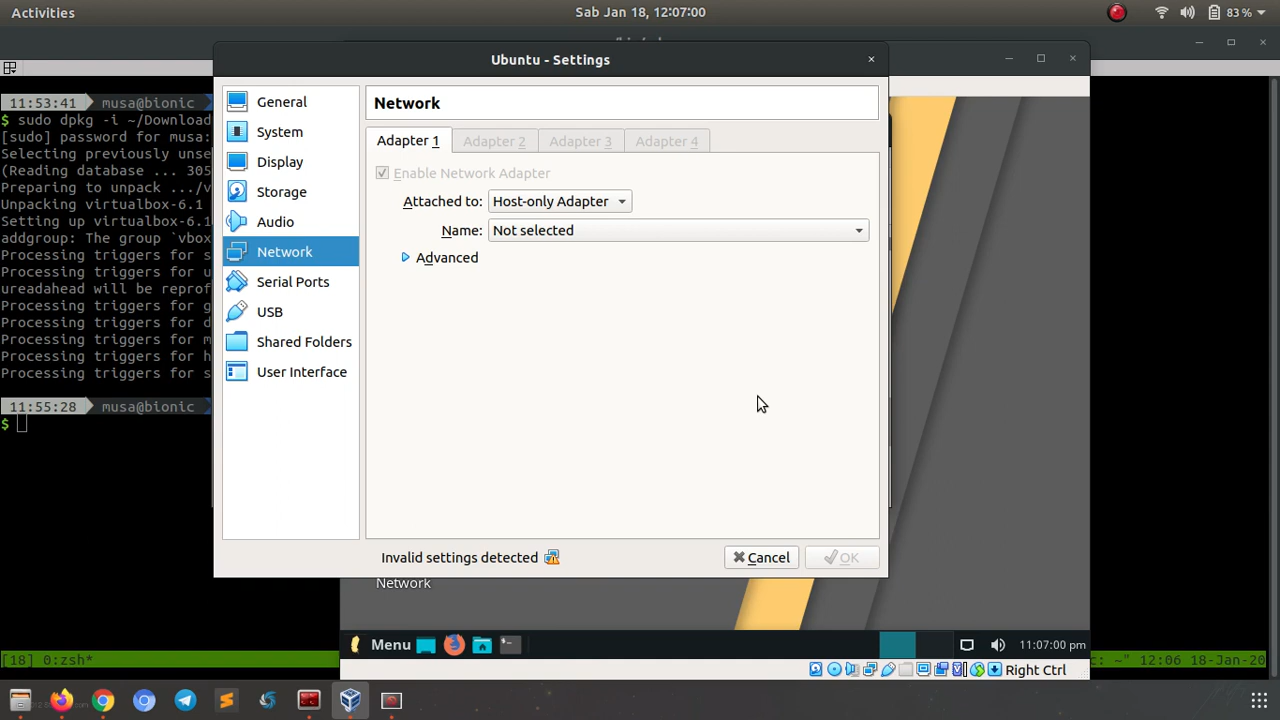 Activities
Sab Jan 18, 12:07:00
83 %
Ubuntu - Settings
11:53:41 musa@bionic
$ sudo dpkg -i ~/Download
[sudo] password for musa:
Selecting previously unse
(Reading database ... 305
Preparing to unpack .../v
Unpacking virtualbox-6.1
Setting up virtualbox-6.1
addgroup: The group `vbox
Processing triggers for s
Processing triggers for u
ureadahead will be reprof
Processing triggers for g
Processing triggers for d
Processing triggers for m
Processing triggers for h
Processing triggers for s
11:55:28 musa@bionic
$
General
System
Display
Storage
Audio
Network
Serial Ports
USB
Shared Folders
User Interface
Network
Adapter 1
Adapter 2
Adapter 3
Adapter 4
Enable Network Adapter
Attached to: Host-only Adapter
Name: Not selected
Advanced
Invalid settings detected
Cancel
OK
Network
Menu
11:07:00 pm
Right Ctrl
[18] 0:zsh*
c: ~" 12:06 18-Jan-20